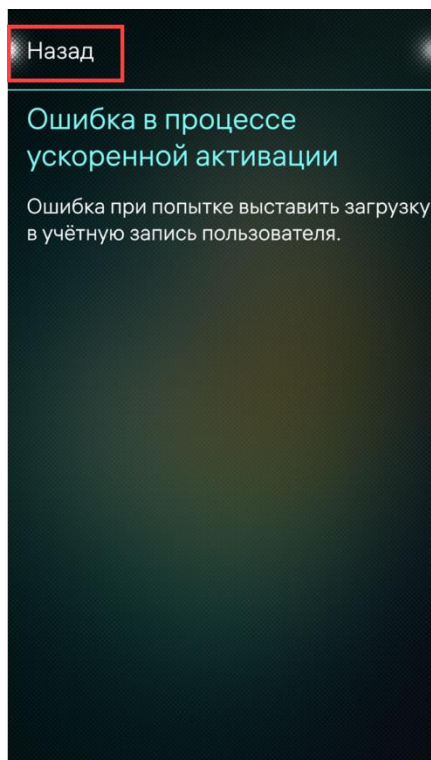 Назад
Ошибка в процессе
ускоренной активации
Ошибка при попытке выставить загрузку
в учётную запись пользователя.